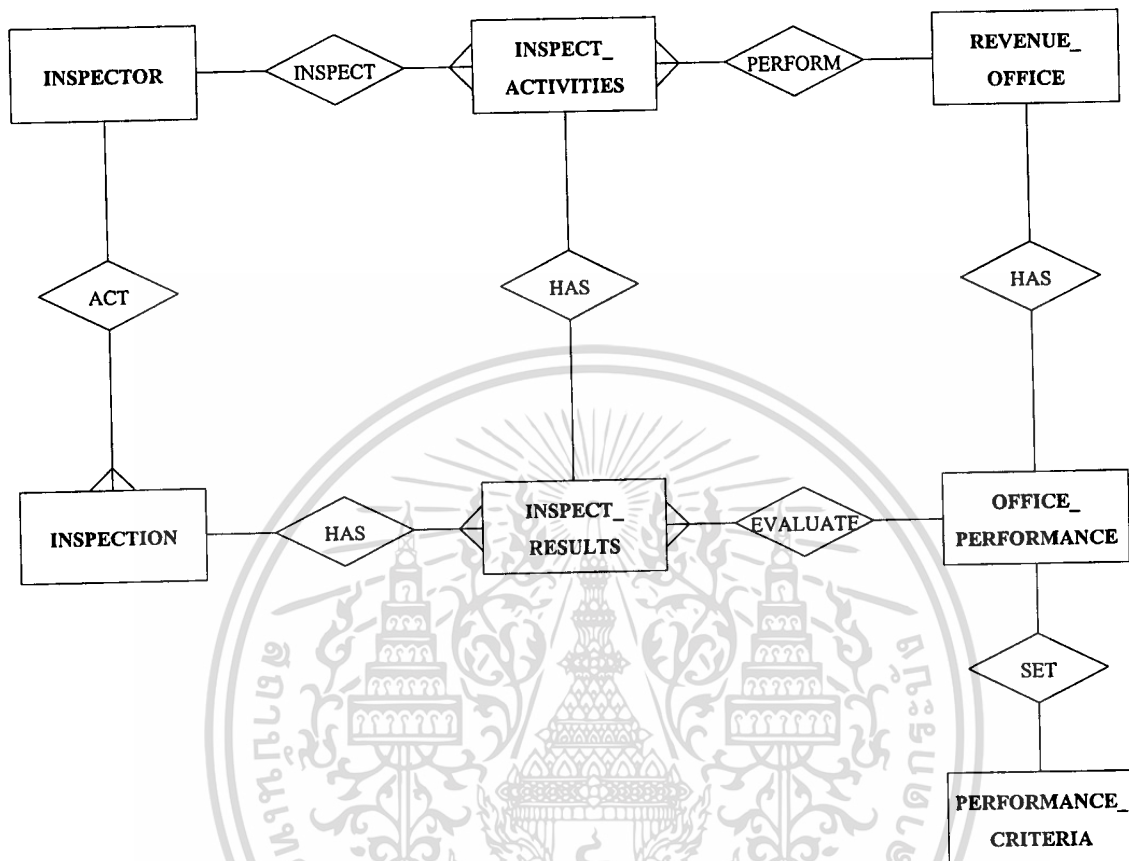 INSPECTOR
INSPECT
INSPECT_
ACTIVITIES
PERFORM
REVENUE_
OFFICE
ACT
HAS
HAS
INSPECTION
HAS
INSPECT_
RESULTS
EVALUATE
OFFICE_
PERFORMANCE
SET
PERFORMANCE_
CRITERIA